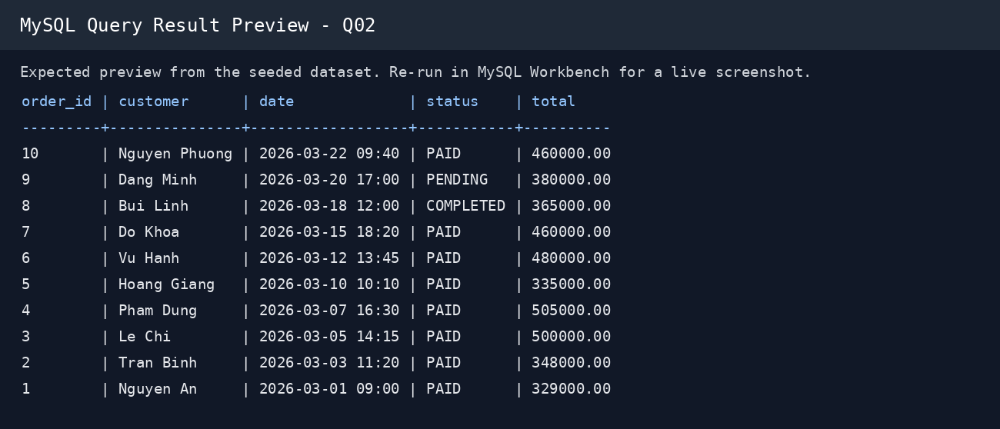 MySQL Query Result Preview - Q02
Expected preview from the seeded dataset. Re-run in MySQL Workbench for a live screenshot.
order_id | customer      | date             | status    | total
---------+---------------+------------------+-----------+----------
10       | Nguyen Phuong | 2026-03-22 09:40 | PAID      | 460000.00
9        | Dang Minh     | 2026-03-20 17:00 | PENDING   | 380000.00
8        | Bui Linh      | 2026-03-18 12:00 | COMPLETED | 365000.00
7        | Do Khoa       | 2026-03-15 18:20 | PAID      | 460000.00
6        | Vu Hanh       | 2026-03-12 13:45 | PAID      | 480000.00
5        | Hoang Giang   | 2026-03-10 10:10 | PAID      | 335000.00
4        | Pham Dung     | 2026-03-07 16:30 | PAID      | 505000.00
3        | Le Chi        | 2026-03-05 14:15 | PAID      | 500000.00
2        | Tran Binh     | 2026-03-03 11:20 | PAID      | 348000.00
1        | Nguyen An     | 2026-03-01 09:00 | PAID      | 329000.00